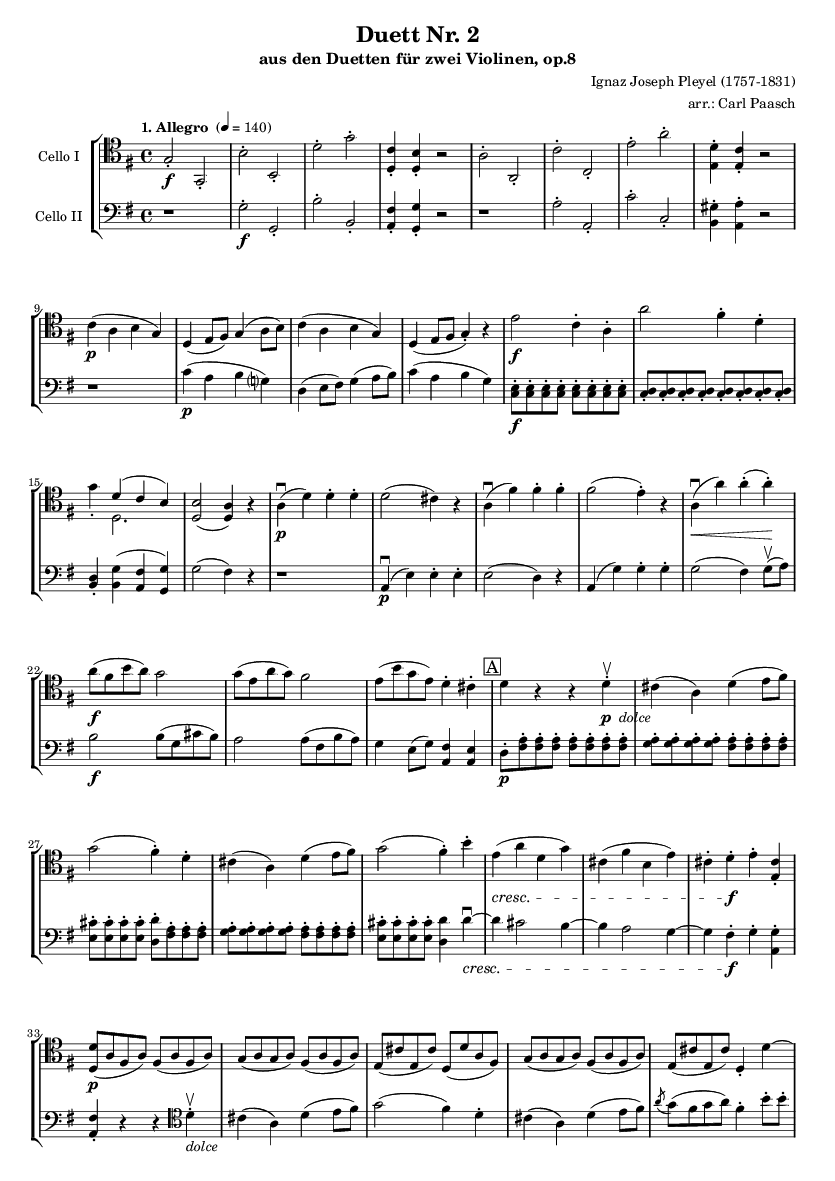 Duett Nr. 2
aus den Duetten für zwei Violinen, op.8
Ignaz Joseph Pleyel (1757-1831)
arr.: Carl Paasch
1. Allegro (♩ = 140)
Cello I
f
Cello II
f
9
p
f
p
f
15
p
p
22
A
f
p dolce
f
p
27
cresc.
f
cresc.
f
33
p
dolce